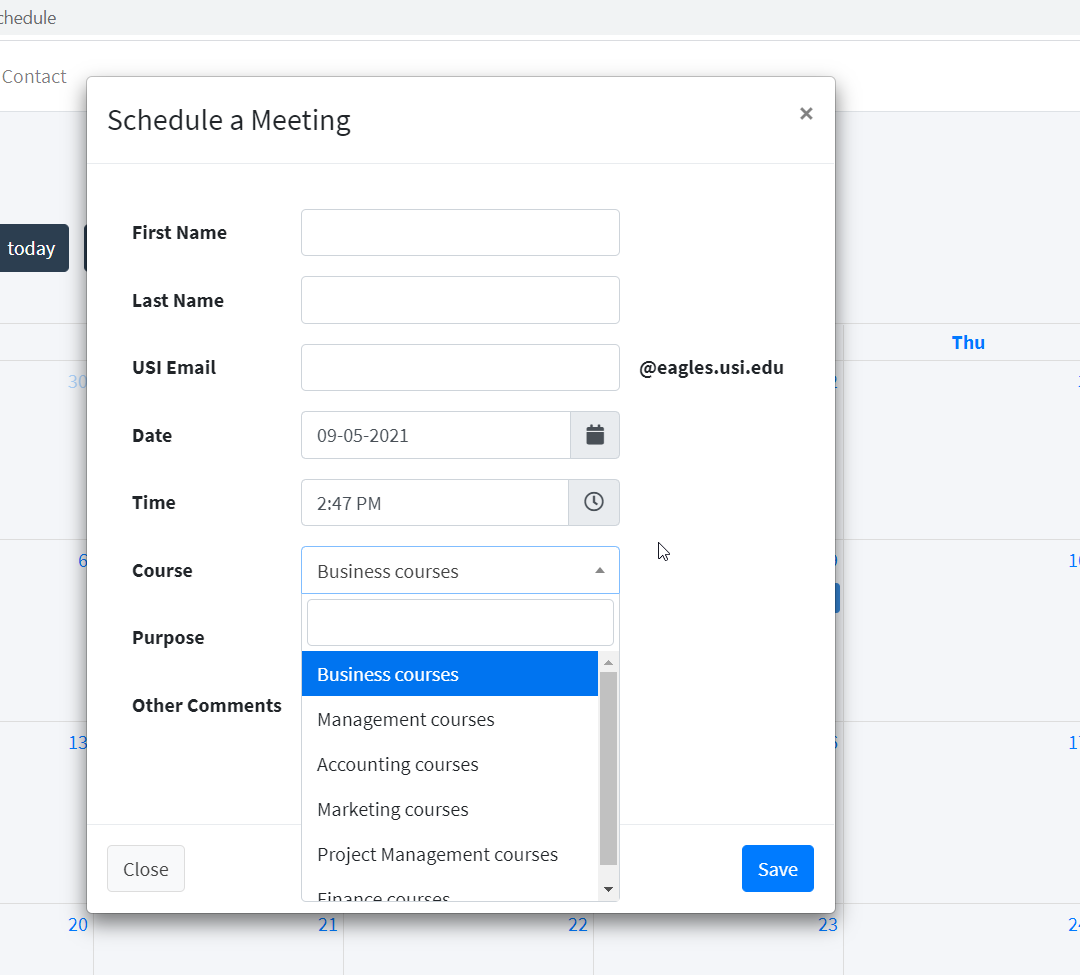 chedule
Contact
Schedule a Meeting
×
First Name
Last Name
USI Email
@eagles.usi.edu
Date
09-05-2021
Time
2:47 PM
Course
Business courses
Purpose
Business courses
Other Comments
Management courses
Accounting courses
Marketing courses
Project Management courses
Finance courses
Close
Save
today
Thu
30
6
13
20
21
22
23